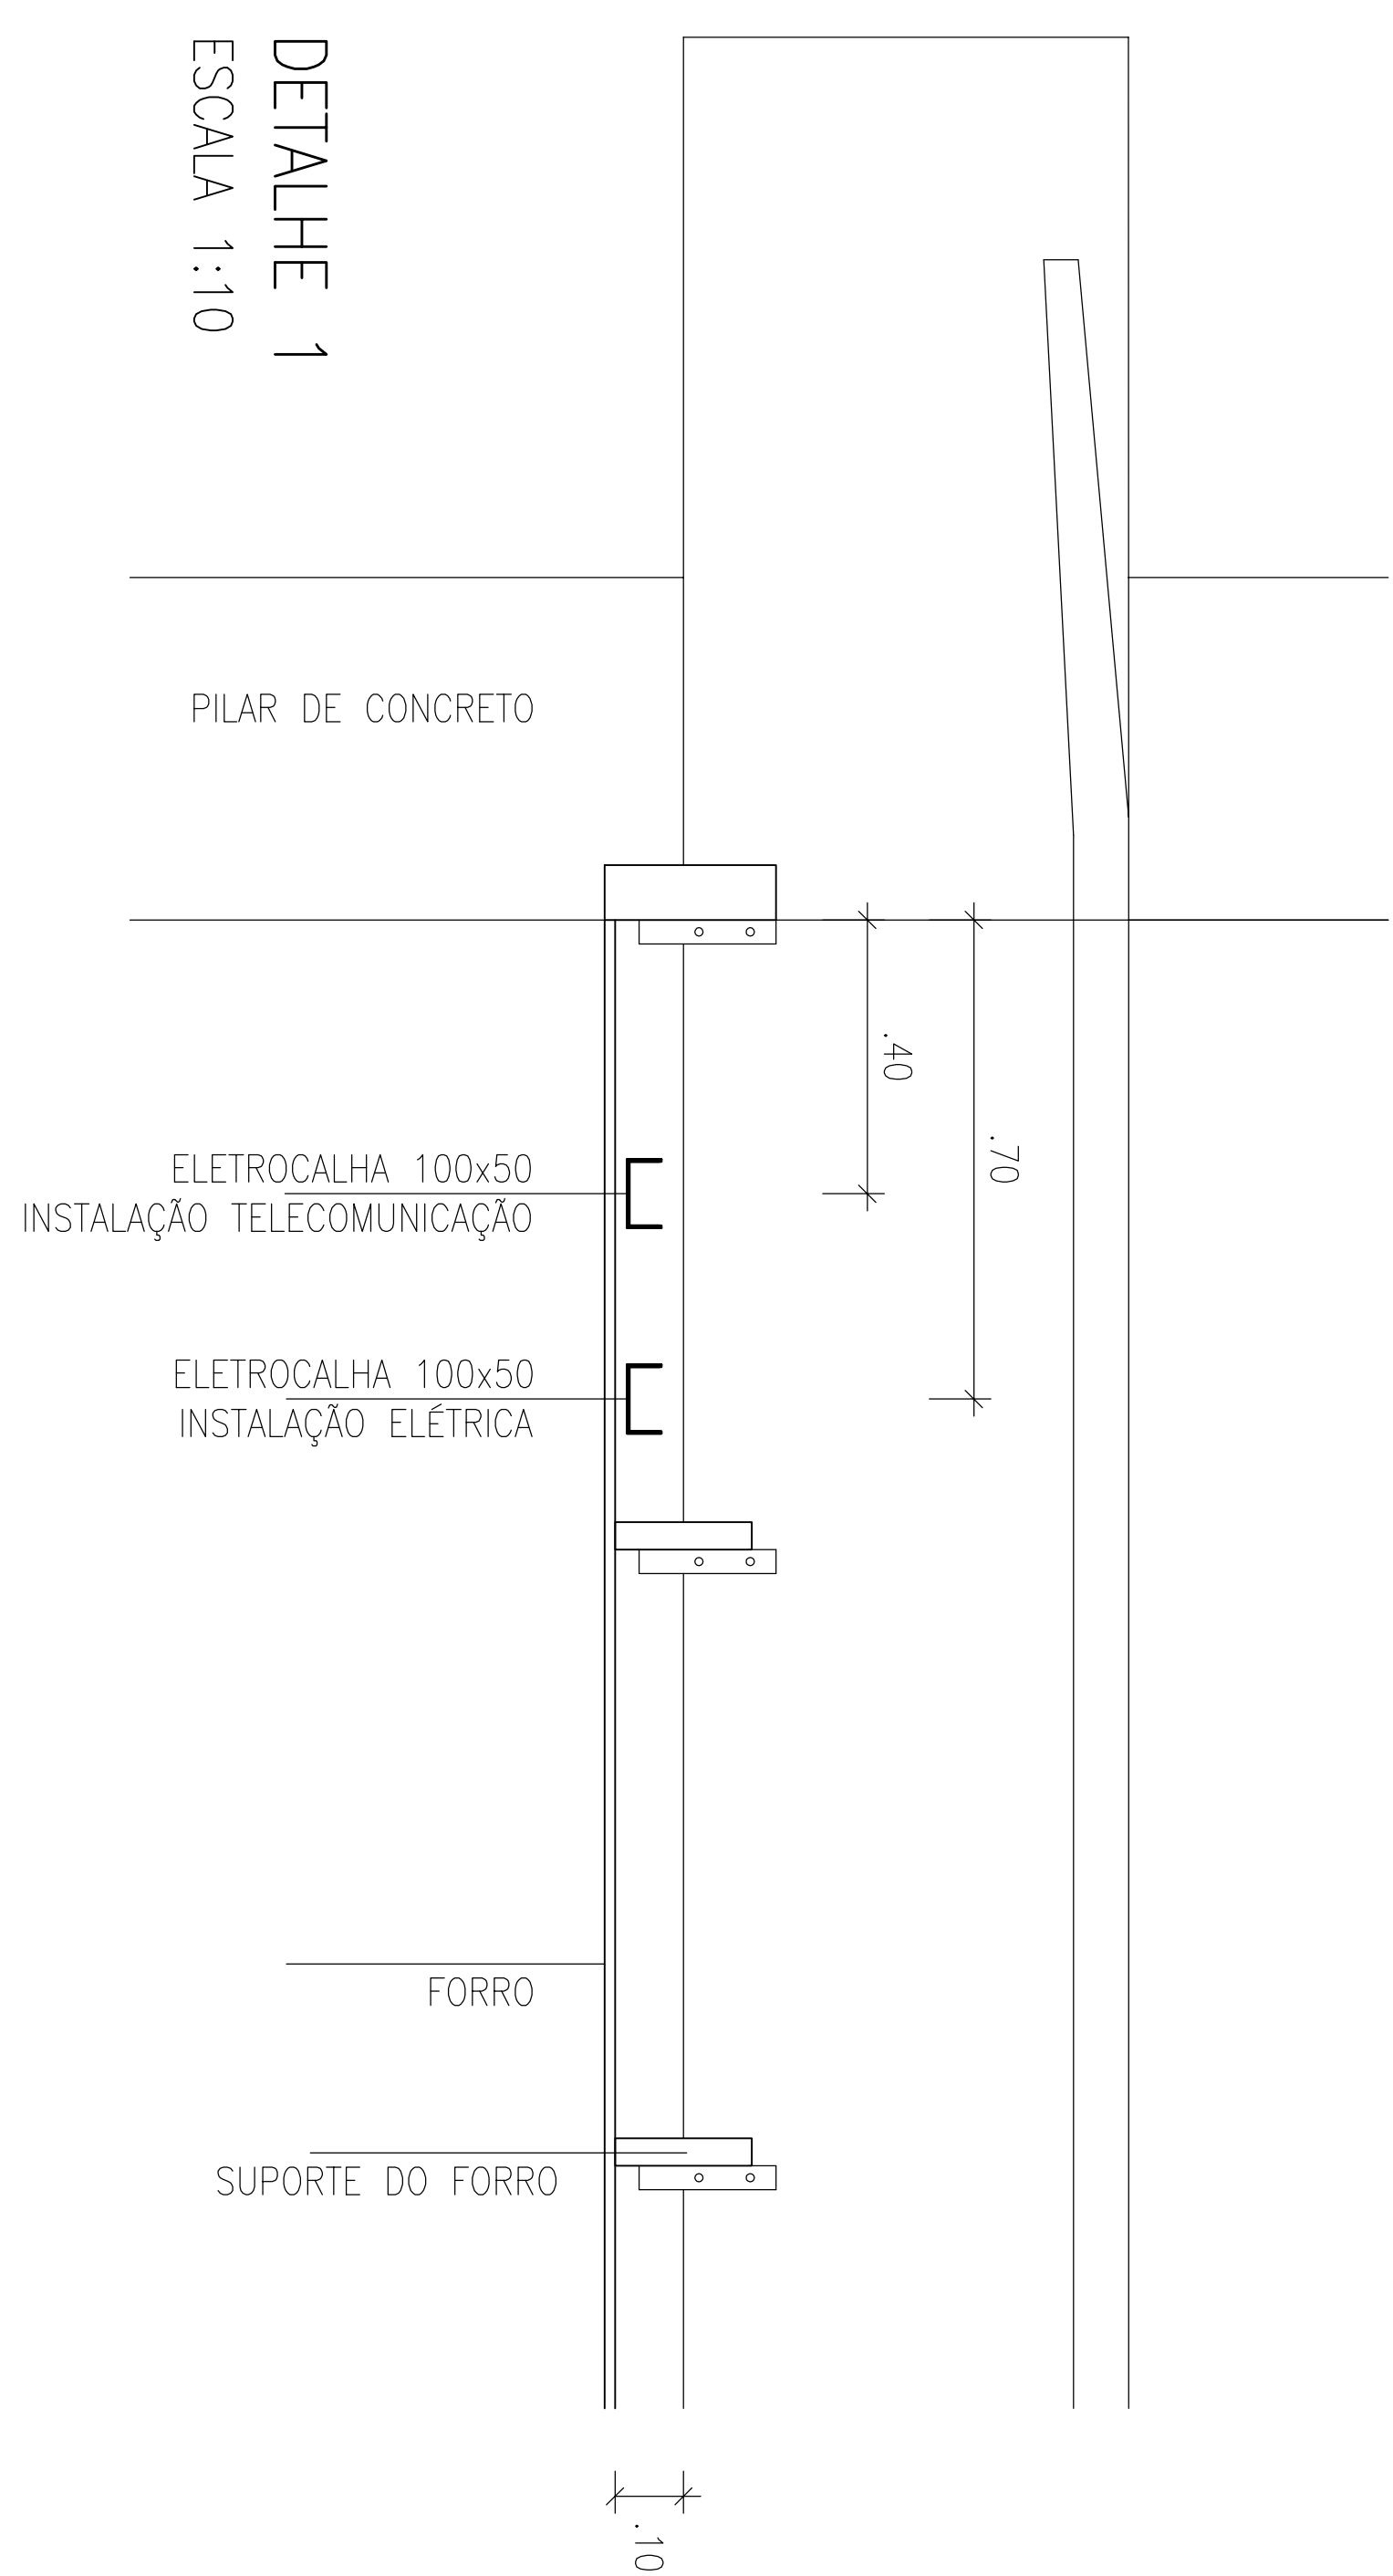 DETALHE 1
ESCALA 1:10
PILAR DE CONCRETO
.40
.70
ELETROCALHA 100x50
INSTALAÇÃO TELECOMUNICAÇÃO
ELETROCALHA 100x50
INSTALAÇÃO ELÉTRICA
FORRO
SUPORTE DO FORRO
.10